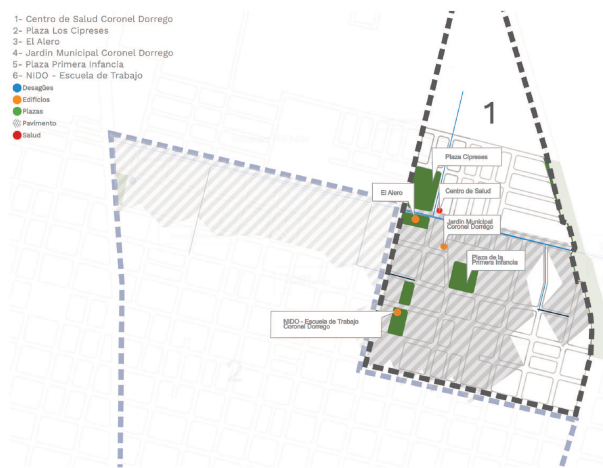 1- Centro de Salud Coronel Dorrego
2- Plaza Los Cipreses
3- El Alero
4- Jardín Municipal Coronel Dorrego
5- Plaza Primera Infancia
6- NIDO - Escuela de Trabajo
Desagües
Edificios
Plazas
Pavimento
Salud
1
Plaza Cipreses
El Alero
Centro de Salud
Jardín Municipal
Coronel Dorrego
Plaza de la
Primera Infancia
NIDO - Escuela de Trabajo
Coronel Dorrego
2